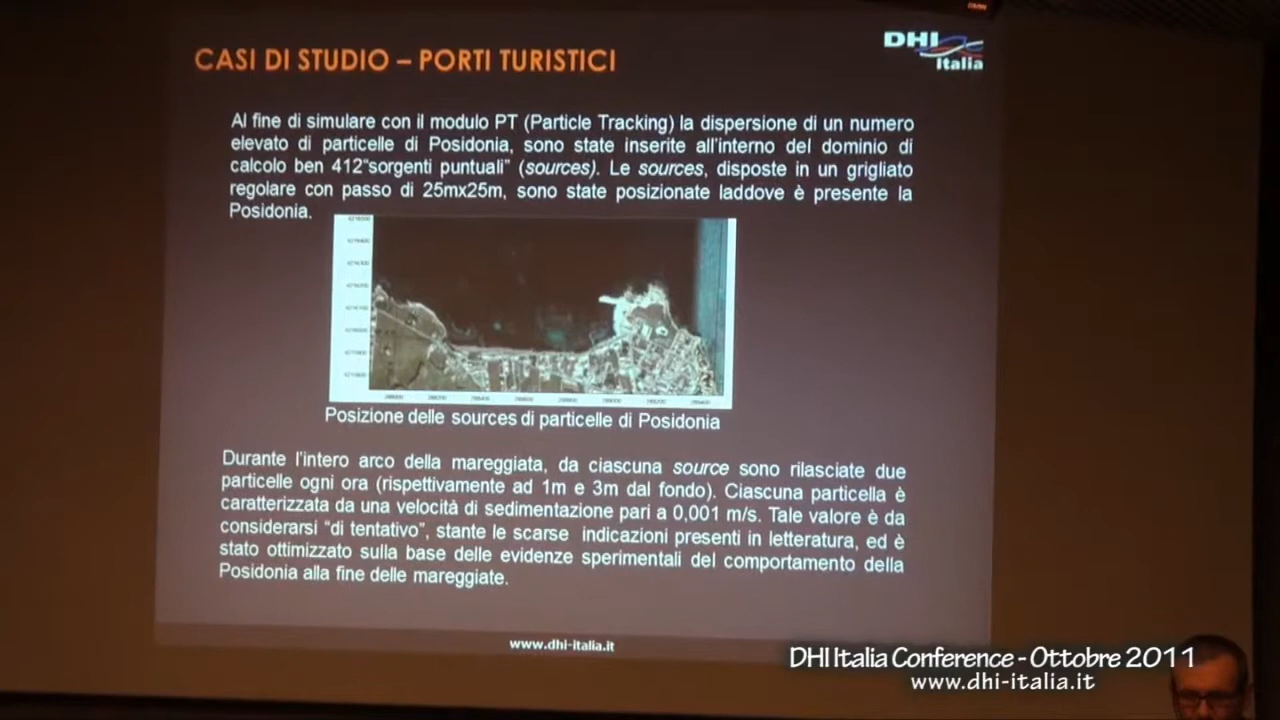 DHI
Italia
CASI DI STUDIO – PORTI TURISTICI
Al fine di simulare con il modulo PT (Particle Tracking) la dispersione di un numero
elevato di particelle di Posidonia, sono state inserite all'interno del dominio di
calcolo ben 412“sorgenti puntuali” (sources). Le sources, disposte in un grigliato
regolare con passo di 25mx25m, sono state posizionate laddove è presente la
Posidonia.
Posizione delle sources di particelle di Posidonia
Durante l'intero arco della mareggiata, da ciascuna source sono rilasciate due
particelle ogni ora (rispettivamente ad 1m e 3m dal fondo). Ciascuna particella è
caratterizzata da una velocità di sedimentazione pari a 0,001 m/s. Tale valore è da
considerarsi “di tentativo”, stante le scarse indicazioni presenti in letteratura, ed è
stato ottimizzato sulla base delle evidenze sperimentali del comportamento della
Posidonia alla fine delle mareggiate.
www.dhi-italia.it
DHI Italia Conference - Ottobre 2011
www.dhi-italia.it